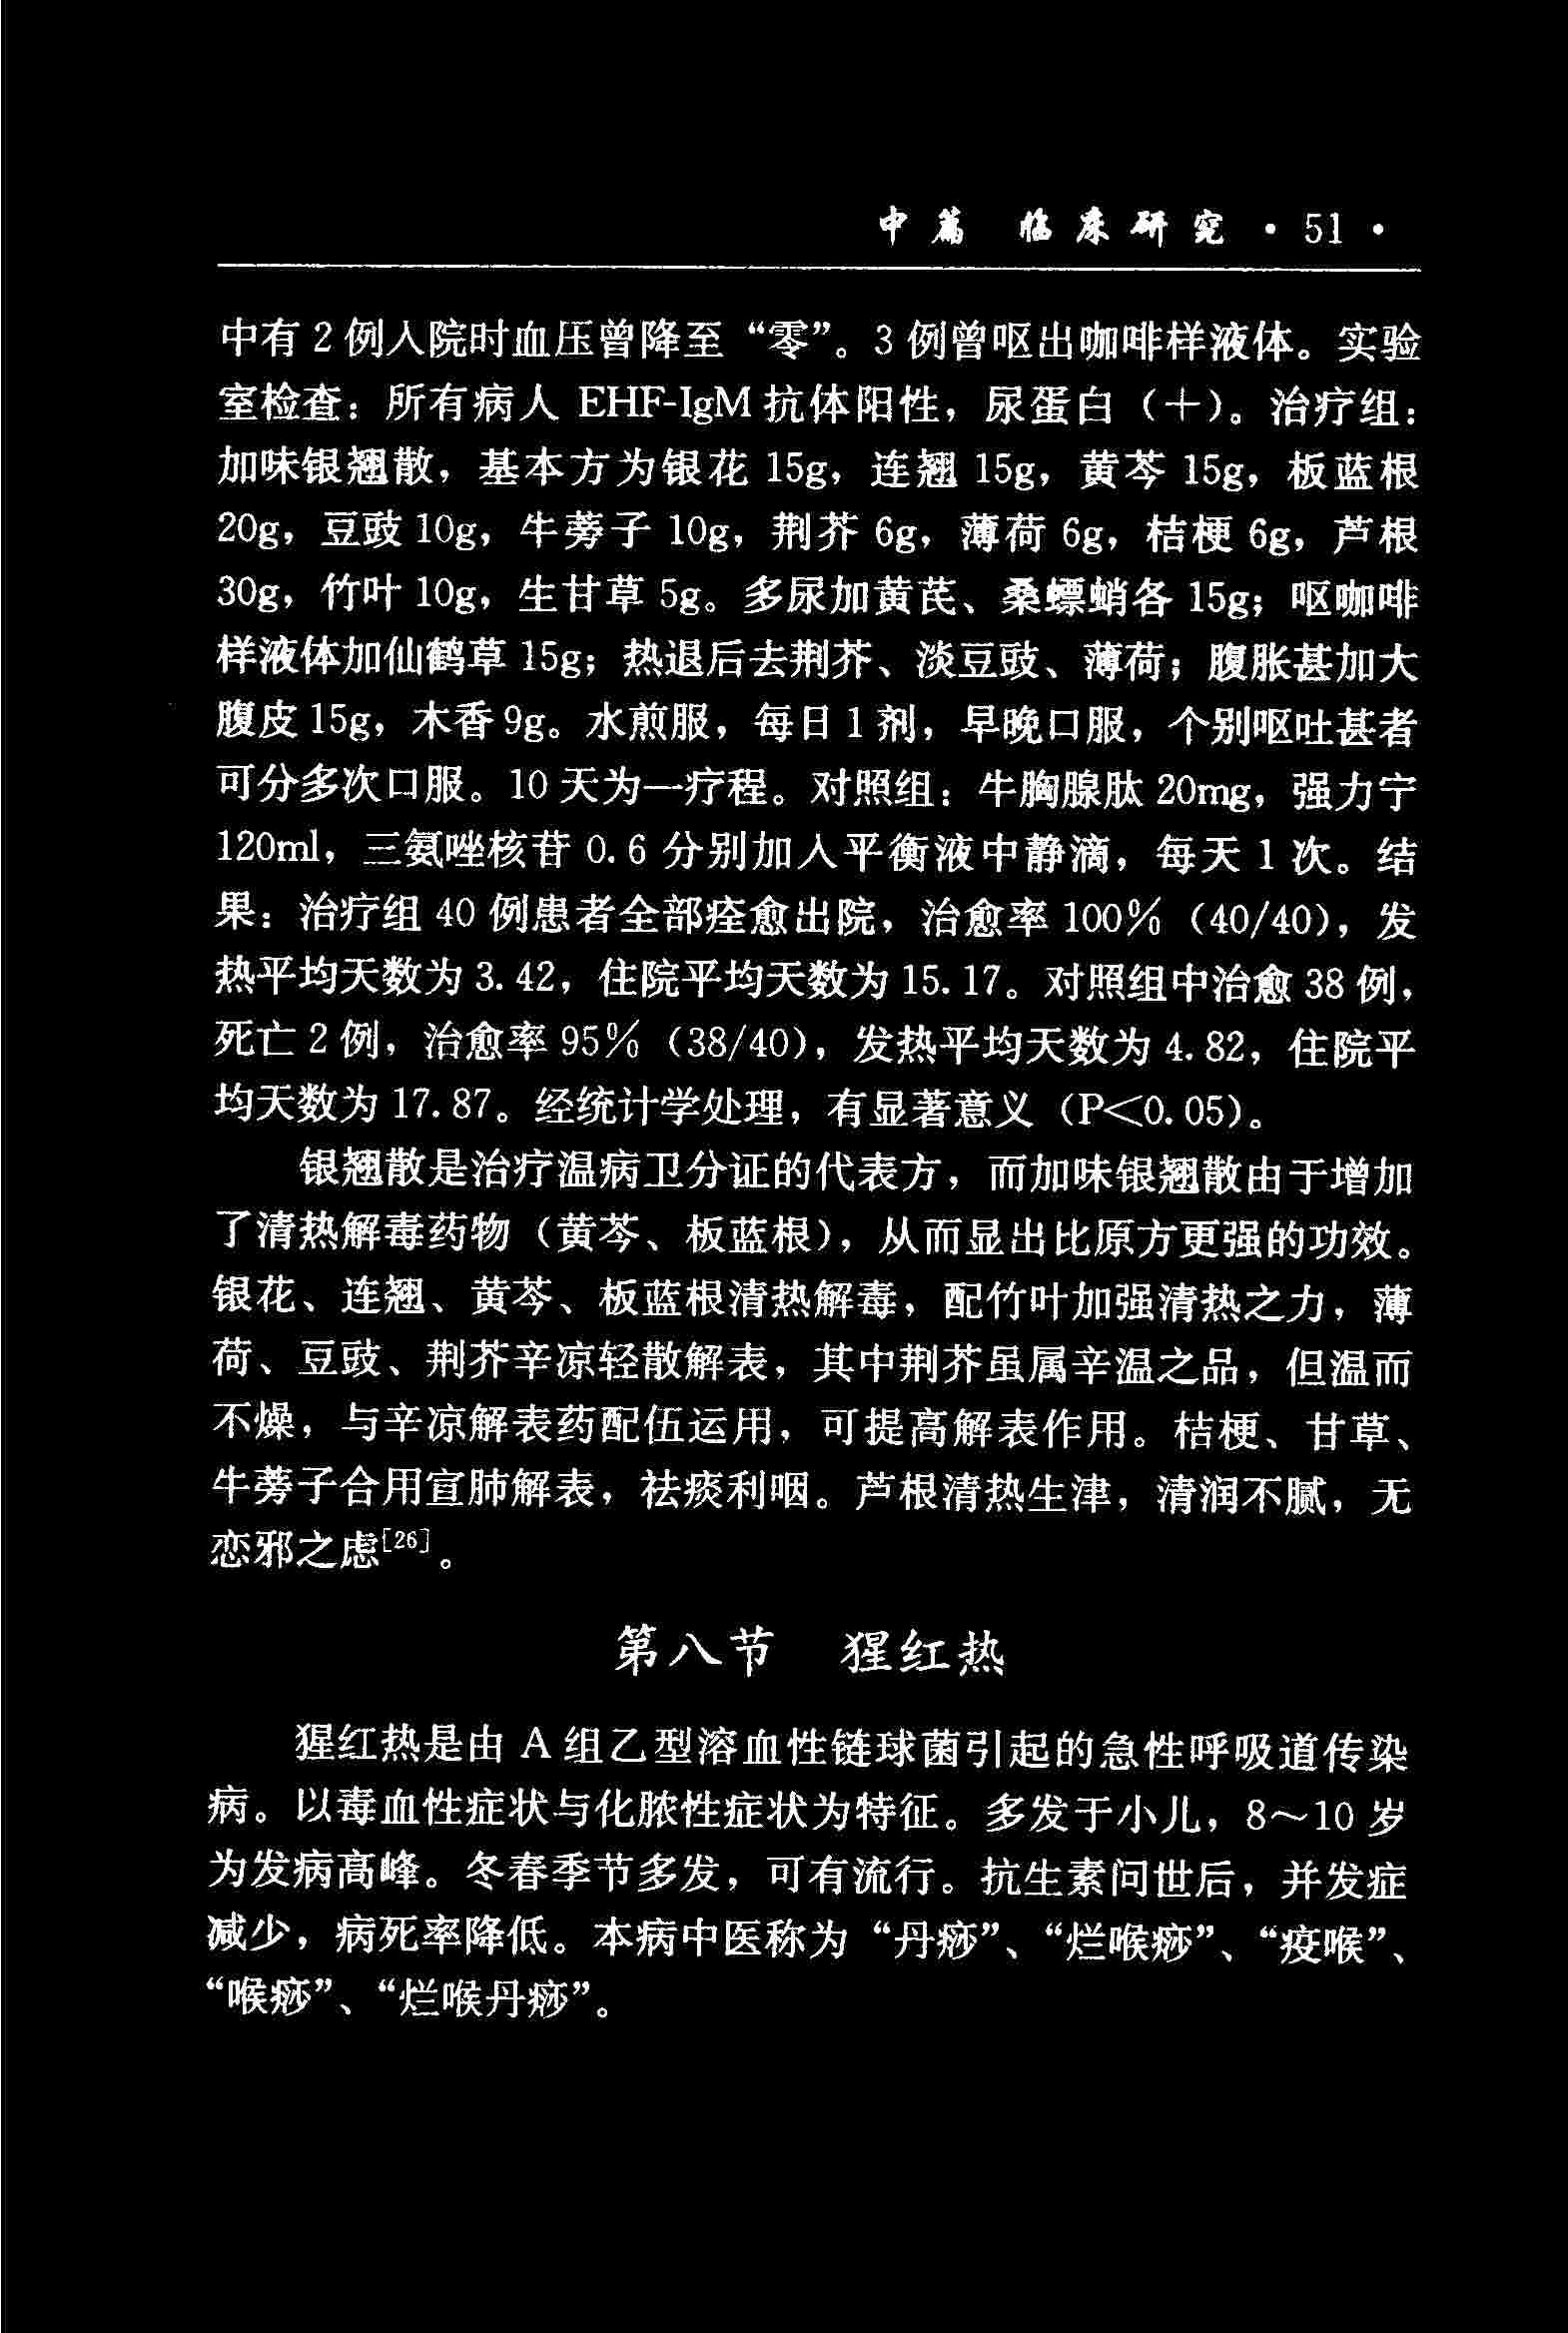 中篇 临床研究 · 51 ·
中有 2 例入院时血压曾降至“零”。3 例曾呕出咖啡样液体。实验
室检查：所有病人 EHF-IgM 抗体阳性，尿蛋白（+）。治疗组：
加味银翘散，基本方为银花 15g，连翘 15g，黄芩 15g，板蓝根
20g，豆豉 10g，牛蒡子 10g，荆芥 6g，薄荷 6g，桔梗 6g，芦根
30g，竹叶 10g，生甘草 5g。多尿加黄芪、桑螵蛸各 15g；呕咖啡
样液体加仙鹤草 15g；热退后去荆芥、淡豆豉、薄荷；腹胀甚加大
腹皮 15g，木香 9g。水煎服，每日 1 剂，早晚口服，个别呕吐甚者
可分多次口服。10 天为一疗程。对照组：牛胸腺肽 20mg，强力宁
120ml，三氨唑核苷 0.6 分别加入平衡液中静滴，每天 1 次。结
果：治疗组 40 例患者全部痊愈出院，治愈率 100%（40/40），发
热平均天数为 3.42，住院平均天数为 15.17。对照组中治愈 38 例，
死亡 2 例，治愈率 95%（38/40），发热平均天数为 4.82，住院平
均天数为 17.87。经统计学处理，有显著意义（P<0.05）。
银翘散是治疗温病卫分证的代表方，而加味银翘散由于增加
了清热解毒药物（黄芩、板蓝根），从而显出比原方更强的功效。
银花、连翘、黄芩、板蓝根清热解毒，配竹叶加强清热之力，薄
荷、豆豉、荆芥辛凉轻散解表，其中荆芥虽属辛温之品，但温而
不燥，与辛凉解表药配伍运用，可提高解表作用。桔梗、甘草、
牛蒡子合用宣肺解表，祛痰利咽。芦根清热生津，清润不腻，无
恋邪之虑[26]。
第八节 猩红热
猩红热是由 A 组乙型溶血性链球菌引起的急性呼吸道传染
病。以毒血性症状与化脓性症状为特征。多发于小儿，8～10 岁
为发病高峰。冬春季节多发，可有流行。抗生素问世后，并发症
减少，病死率降低。本病中医称为“丹痧”、“烂喉痧”、“疫喉”、
“喉痧”、“烂喉丹痧”。